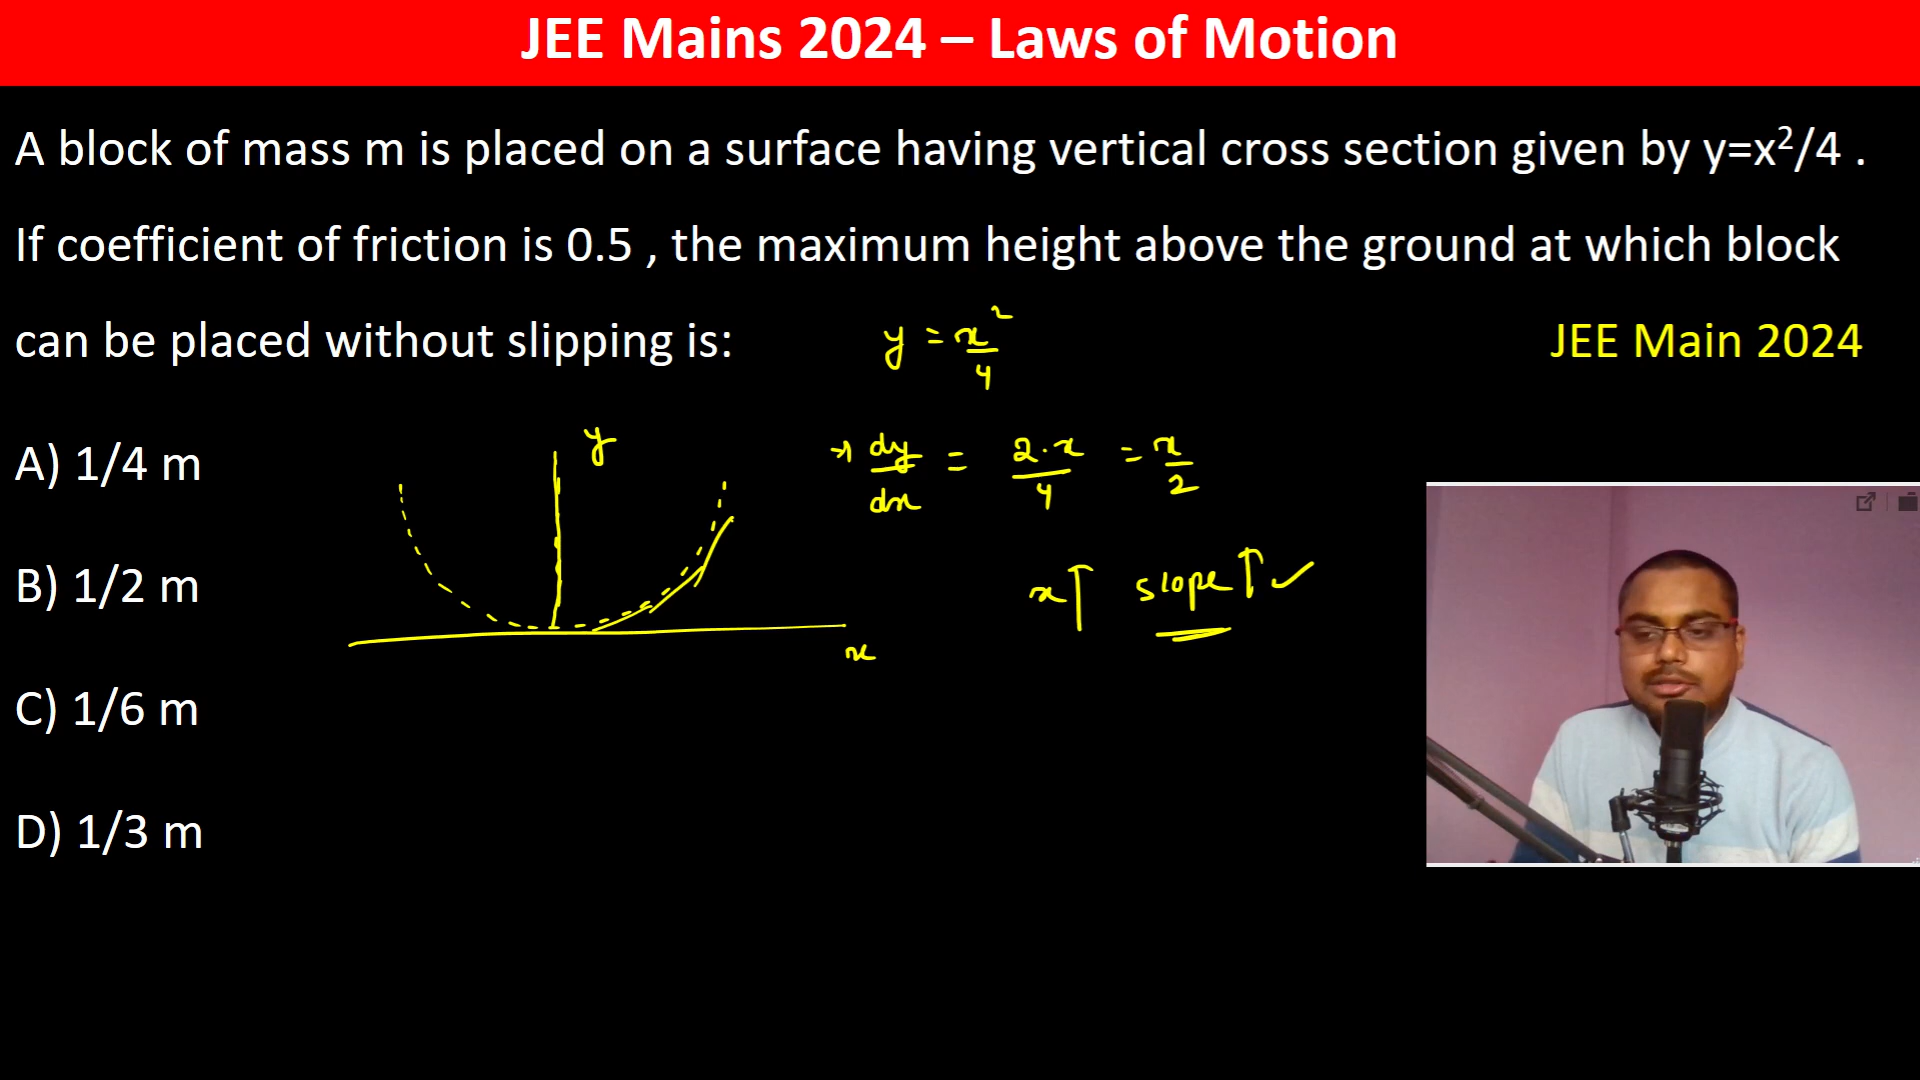 JEE Mains 2024 – Laws of Motion
A block of mass m is placed on a surface having vertical cross section given by y=x²/4 .
If coefficient of friction is 0.5 , the maximum height above the ground at which block
can be placed without slipping is:
y = x²/4
JEE Main 2024
A) 1/4 m
y
→ dy/dx = 2·x/4 = x/2
B) 1/2 m
x↑ slope↑ ✓
x
C) 1/6 m
D) 1/3 m